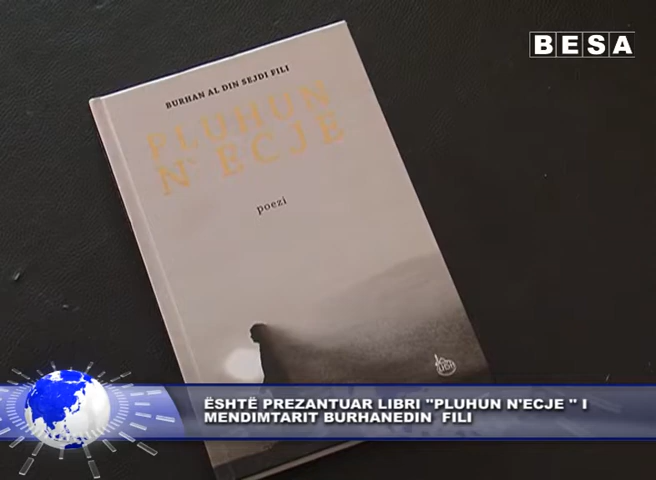 BESA
BURHAN AL DIN SEJDI FILI
PLUHUN
N' ECJE
poezi
ËSHTË PREZANTUAR LIBRI "PLUHUN N'ECJE " I
MENDIMTARIT BURHANEDIN FILI